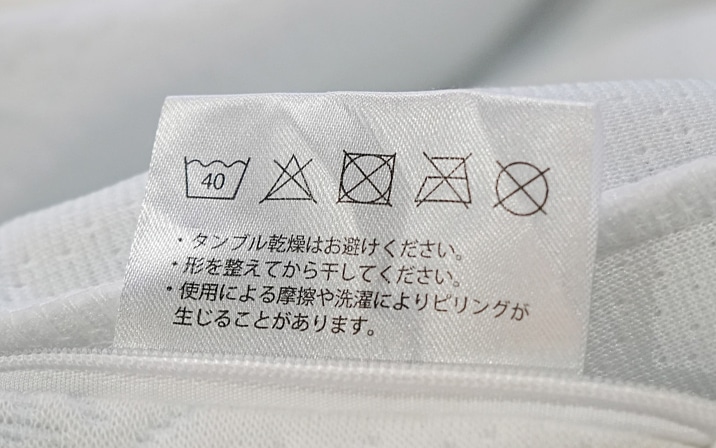 40
・タンブル乾燥はお避けください。
・形を整えてから干してください。
・使用による摩擦や洗濯によりピリングが
生じることがあります。